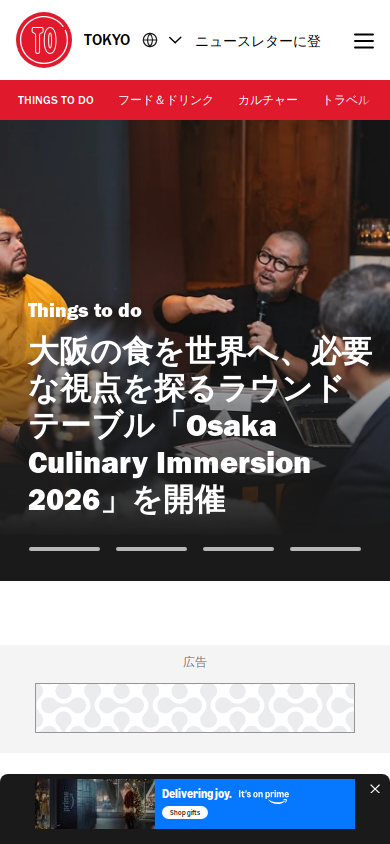 TO
TOKYO
ニュースレターに登
THINGS TO DO フード＆ドリンク カルチャー トラベル
Things to do
大阪の食を世界へ、必要
な視点を探るラウンド
テーブル「Osaka
Culinary Immersion
2026」を開催
広告
prime
Delivering joy. It's on prime
Shop gifts